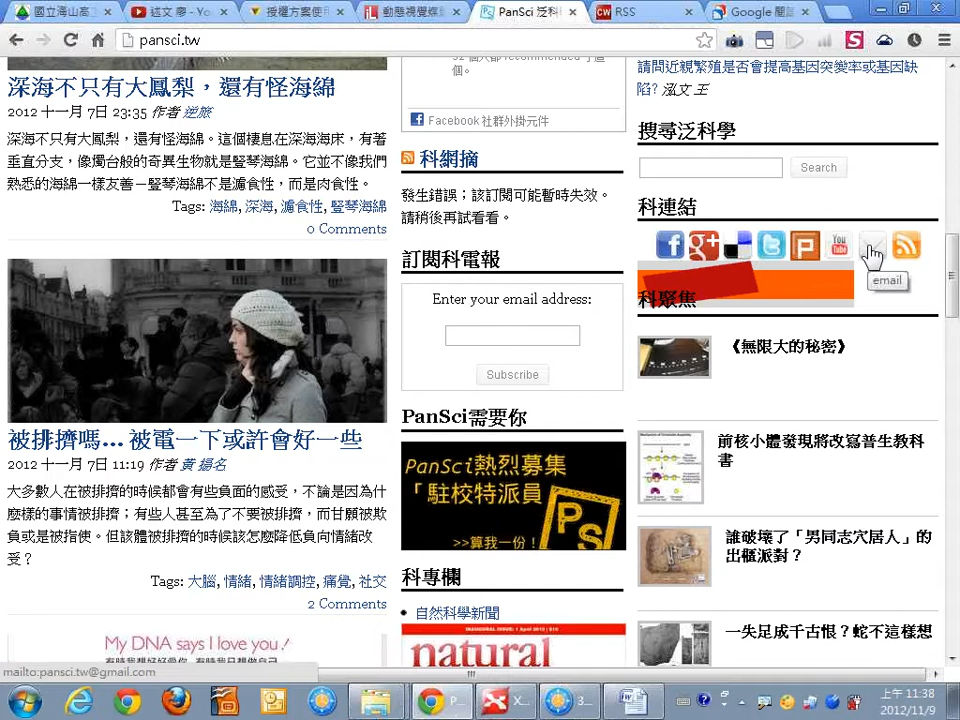 國立海山高工
述文 廖 - Yo
授權方案使用
動態視覺蝶
PanSci 泛科
RSS
Google 閱
pansci.tw
深海不只有大鳳梨，還有怪海綿
2012 十一月 7日 23:35 作者 逆旅
深海不只有大鳳梨，還有怪海綿。這個棲息在深海海床，有著
垂直分支，像燭台般的奇異生物就是豎琴海綿。它並不像我們
熟悉的海綿一樣友善－豎琴海綿不是濾食性，而是肉食性。
Tags: 海綿, 深海, 濾食性, 豎琴海綿
0 Comments
被排擠嗎… 被電一下或許會好一些
2012 十一月 7日 11:19 作者 黃 揚名
大多數人在被排擠的時候都會有些負面的感受，不論是因為什
麼樣的事情被排擠；有些人甚至為了不要被排擠，而甘願被欺
負或是被指使。但該體被排擠的時候該怎麼降低負向情緒改
受？
Tags: 大腦, 情緒, 情緒調控, 痛覺, 社交
2 Comments
My DNA says I love you!
mailto:pansci.tw@gmail.com
個。
Facebook 社群外掛元件
科網摘
發生錯誤；該訂閱可能暫時失效。
請稍後再試看看。
訂閱科電報
Enter your email address:
Subscribe
PanSci需要你
PanSci熱烈募集
「駐校特派員
PS
>>算我一份！
科專欄
自然科學新聞
natural
請問近親繁殖是否會提高基因突變率或基因缺
陷? 泓文 王
搜尋泛科學
Search
科連結
You
Tube
email
科聚焦
《無限大的秘密》
前核小體發現將改寫普生教科
書
誰破壞了「男同志穴居人」的
出櫃派對？
一失足成千古恨？蛇不這樣想
P...
X...
3...
上午 11:38
2012/11/9